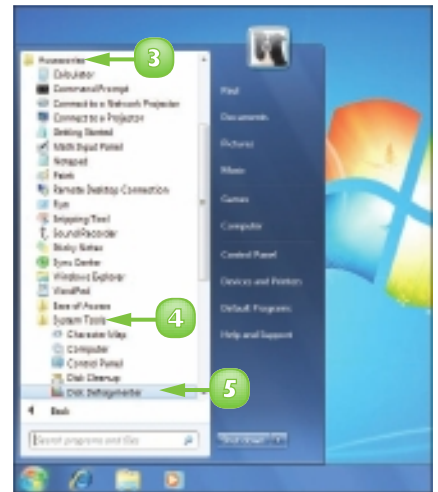 Accessories
3
Calculator
Command Prompt
Connect to a Network Projector
Connect to a Projector
Getting Started
Math Input Panel
Notepad
Paint
Remote Desktop Connection
Run
Snipping Tool
Sound Recorder
Sticky Notes
Sync Center
Windows Explorer
WordPad
Ease of Access
System Tools
4
Character Map
Computer
Control Panel
Disk Cleanup
Disk Defragmenter
5
Back
Search programs and files
Paul
Documents
Pictures
Music
Games
Computer
Control Panel
Devices and Printers
Default Programs
Help and Support
Shut down